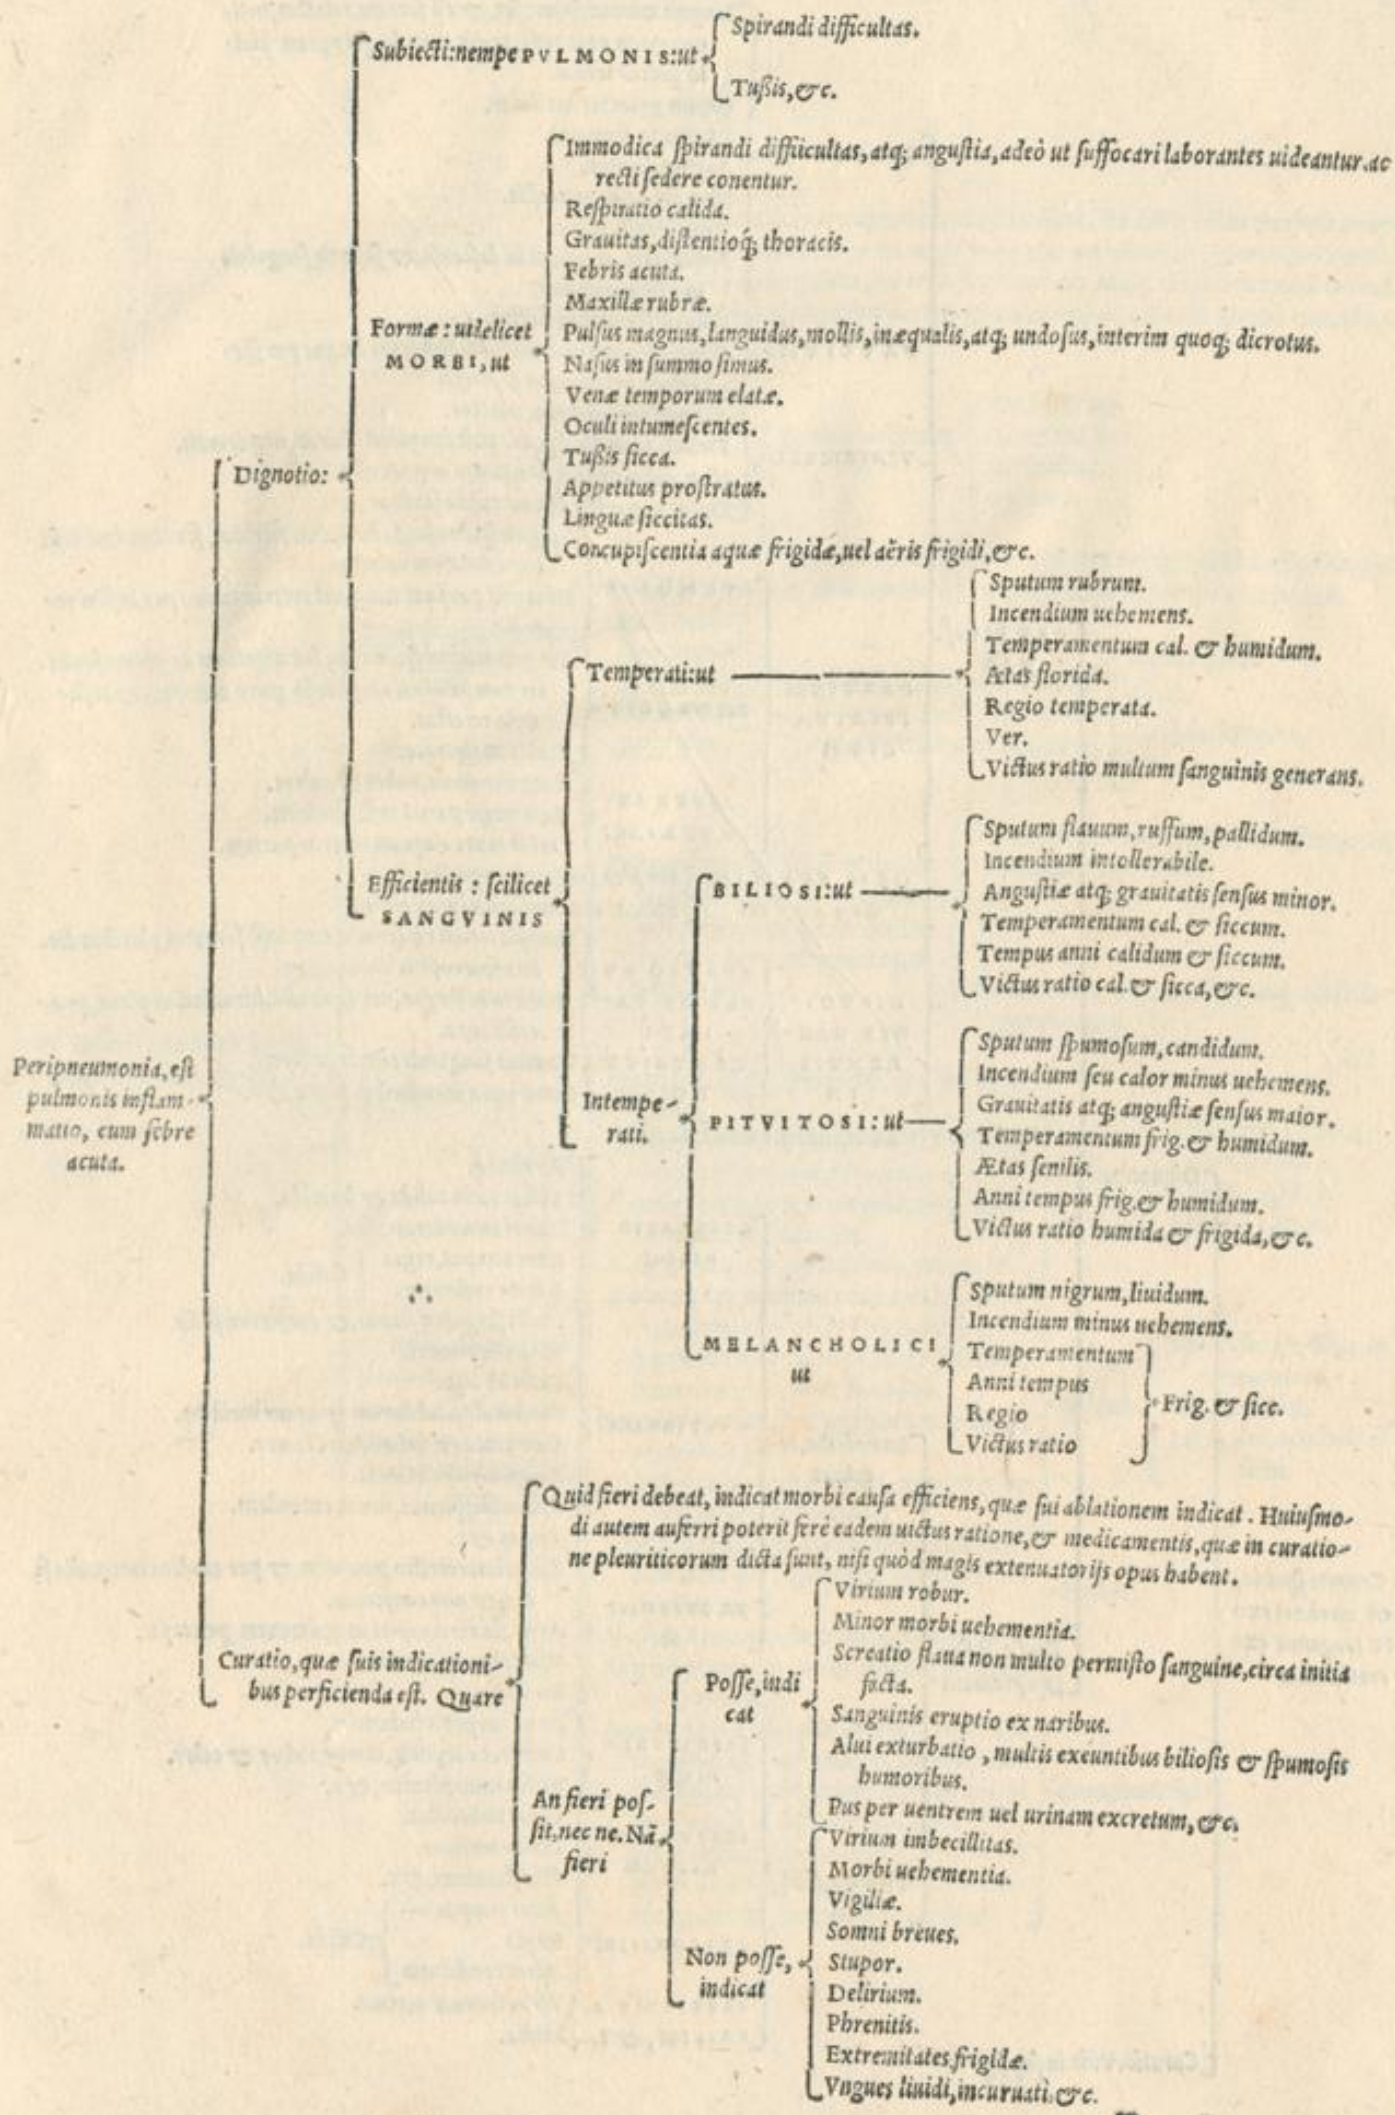 Peripneumonia, est
pulmonis inflam-
matio, cum febre
acuta.
Dignotio:
Subiecti: nempe PVLMONIS: ut
Spirandi difficultas.
Tußis, &c.
Formæ: uidelicet
MORBI, ut
Immodica spirandi difficultas, atq; angustia, adeò ut suffocari laborantes uideantur. ac
recti sedere conentur.
Respiratio calida.
Grauitas, distentioq́; thoracis.
Febris acuta.
Maxillæ rubræ.
Pulsus magnus, languidus, mollis, inæqualis, atq; undosus, interim quoq; dicrotus.
Nasus in summo simus.
Venæ temporum elatæ.
Oculi intumescentes.
Tußis sicca.
Appetitus prostratus.
Linguæ siccitas.
Concupiscentia aquæ frigidæ, uel aëris frigidi, &c.
Efficientis: scilicet
SANGVINIS
Temperati: ut
Sputum rubrum.
Incendium uehemens.
Temperamentum cal. & humidum.
Ætas florida.
Regio temperata.
Ver.
Victus ratio multum sanguinis generans.
Intempe-
rati.
BILIOSI: ut
Sputum flauum, ruffum, pallidum.
Incendium intollerabile.
Angustiæ atq; grauitatis sensus minor.
Temperamentum cal. & siccum.
Tempus anni calidum & siccum.
Victus ratio cal. & sicca, &c.
PITVITOSI: ut
Sputum spumosum, candidum.
Incendium seu calor minus uehemens.
Grauitatis atq; angustiæ sensus maior.
Temperamentum frig. & humidum.
Ætas senilis.
Anni tempus frig. & humidum.
Victus ratio humida & frigida, &c.
MELANCHOLICI
ut
Sputum nigrum, liuidum.
Incendium minus uehemens.
Temperamentum
Anni tempus
Regio
Victus ratio
Frig. & sicc.
Curatio, quæ suis indicationi-
bus perficienda est. Quare
Quid fieri debeat, indicat morbi causa efficiens, quæ sui ablationem indicat. Huiusmo-
di autem auferri poterit ferè eadem uictus ratione, & medicamentis, quæ in curatio-
ne pleuriticorum dicta sunt, nisi quòd magis extenuatorijs opus habent.
An fieri pos-
sit, nec ne. Nã
fieri
Posse, indi
cat
Virium robur.
Minor morbi uehementia.
Screatio flaua non multo permisto sanguine, circa initia
facta.
Sanguinis eruptio ex naribus.
Alui exturbatio, multis exeuntibus biliosis & spumosis
humoribus.
Pus per uentrem uel urinam excretum, &c.
Non posse,
indicat
Virium imbecillitas.
Morbi uehementia.
Vigiliæ.
Somni breues.
Stupor.
Delirium.
Phrenitis.
Extremitates frigidæ.
Vngues liuidi, incuruati. &c.